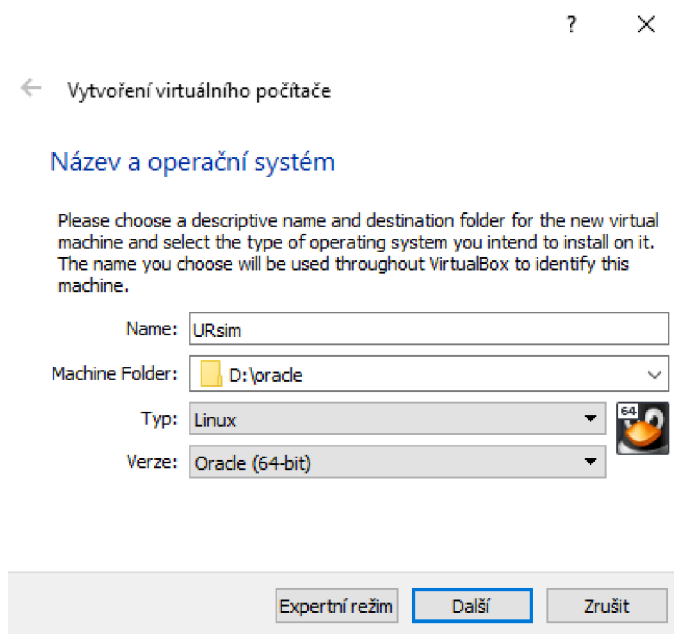 ?
Vytvoření virtuálního počítače
Název a operační systém
Please choose a descriptive name and destination folder for the new virtual
machine and select the type of operating system you intend to install on it.
The name you choose will be used throughout VirtualBox to identify this
machine.
Name: URsim
Machine Folder: D:\oracle
Typ: Linux
64
Verze: Oracle (64-bit)
Expertní režim Další Zrušit